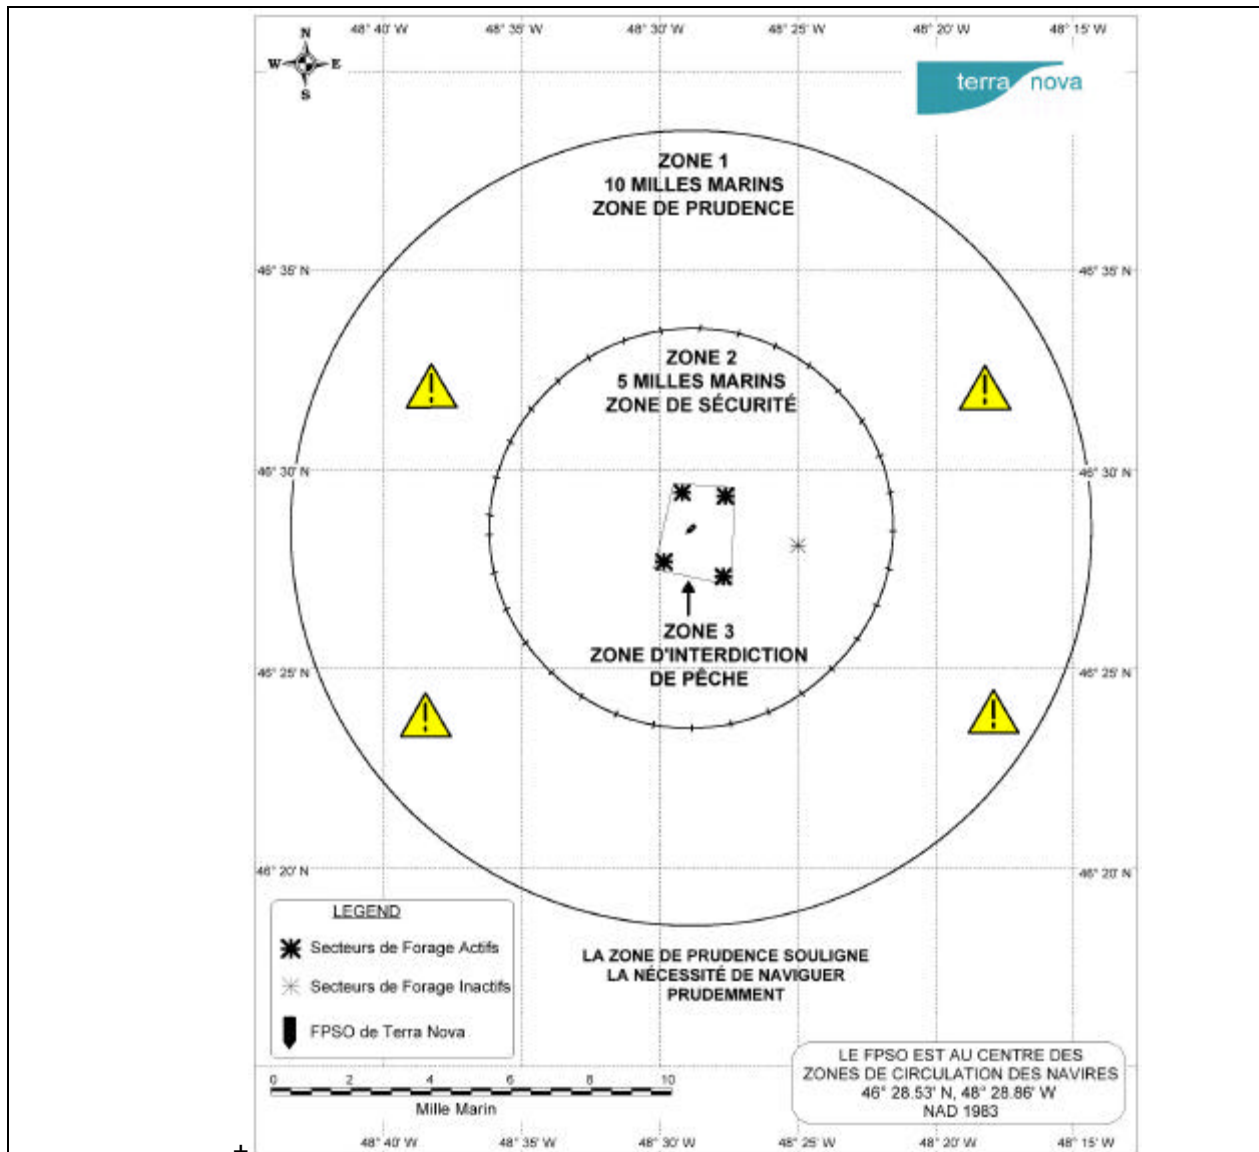 48° 40' W 48° 35' W 48° 30' W 48° 25' W 48° 20' W 48° 15' W
N
W E
S
terra nova
ZONE 1
10 MILLES MARINS
ZONE DE PRUDENCE
46° 35' N 46° 35' N
ZONE 2
5 MILLES MARINS
ZONE DE SÉCURITÉ
46° 30' N 46° 30' N
ZONE 3
ZONE D'INTERDICTION
DE PÊCHE
46° 25' N 46° 25' N
46° 20' N 46° 20' N
LEGEND
Secteurs de Forage Actifs
Secteurs de Forage Inactifs
FPSO de Terra Nova
LA ZONE DE PRUDENCE SOULIGNE
LA NÉCESSITÉ DE NAVIGUER
PRUDEMMENT
LE FPSO EST AU CENTRE DES
ZONES DE CIRCULATION DES NAVIRES
46° 28.53' N, 48° 28.86' W
NAD 1983
0 2 4 6 8 10
Mille Marin
48° 40' W 48° 35' W 48° 30' W 48° 25' W 48° 20' W 48° 15' W